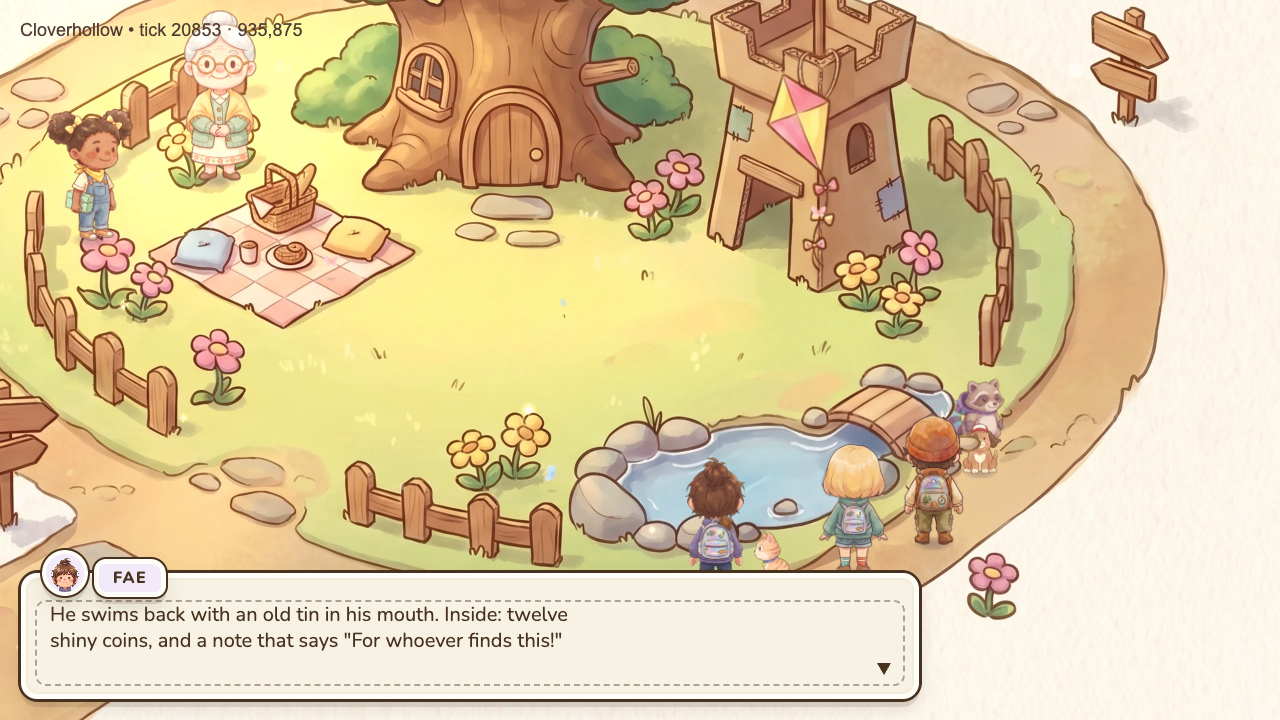 Cloverhollow • tick 20853 · 935,875
FAE
He swims back with an old tin in his mouth. Inside: twelve
shiny coins, and a note that says "For whoever finds this!"